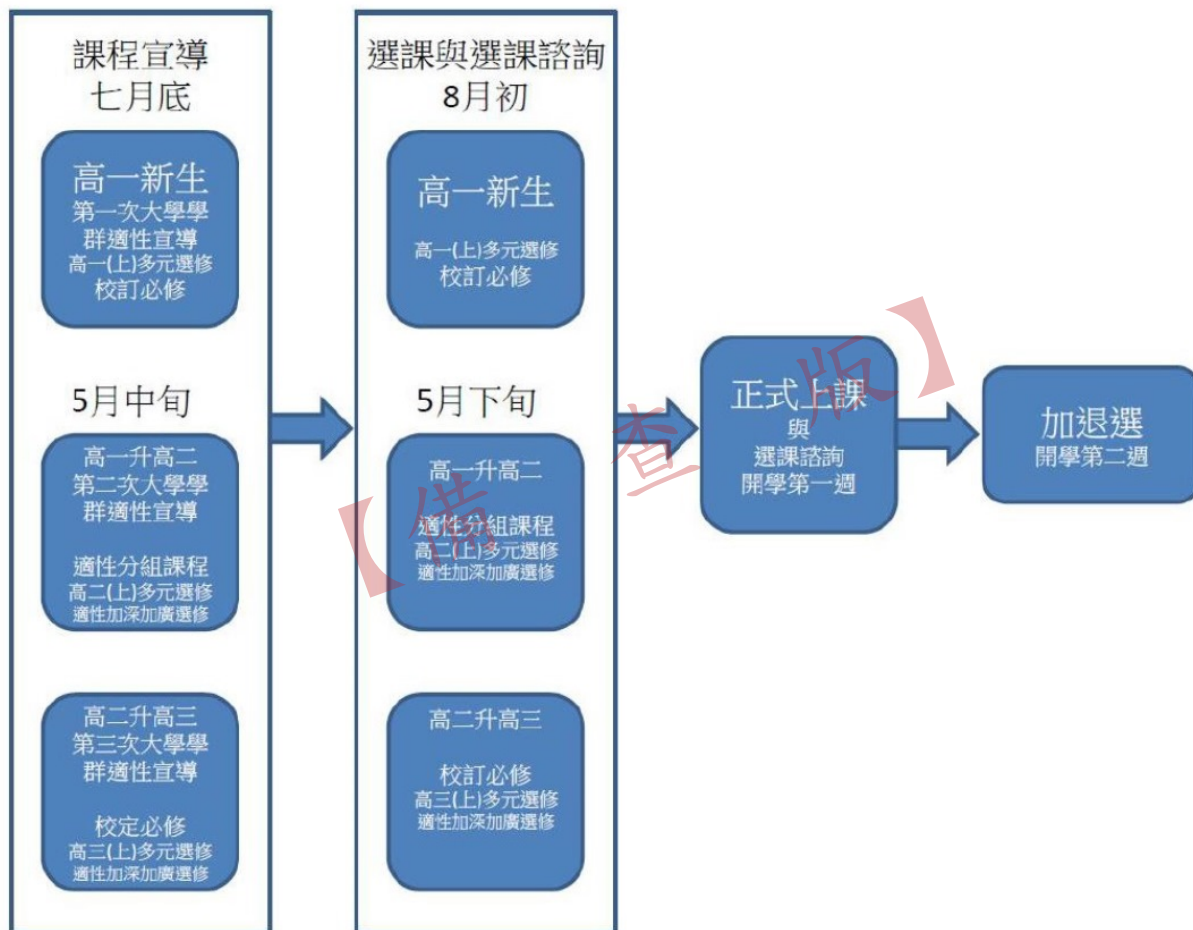 課程宣導
七月底
高一新生
第一次大學學
群適性宣導
高一(上)多元選修
校訂必修
5月中旬
高一升高二
第二次大學學
群適性宣導
適性分組課程
高二(上)多元選修
適性加深加廣選修
高二升高三
第三次大學學
群適性宣導
校定必修
高三(上)多元選修
適性加深加廣選修
選課與選課諮詢
8月初
高一新生
高一(上)多元選修
校訂必修
5月下旬
高一升高二
適性分組課程
高二(上)多元選修
適性加深加廣選修
高二升高三
校訂必修
高三(上)多元選修
適性加深加廣選修
正式上課
與
選課諮詢
開學第一週
加退選
開學第二週
【備查版】